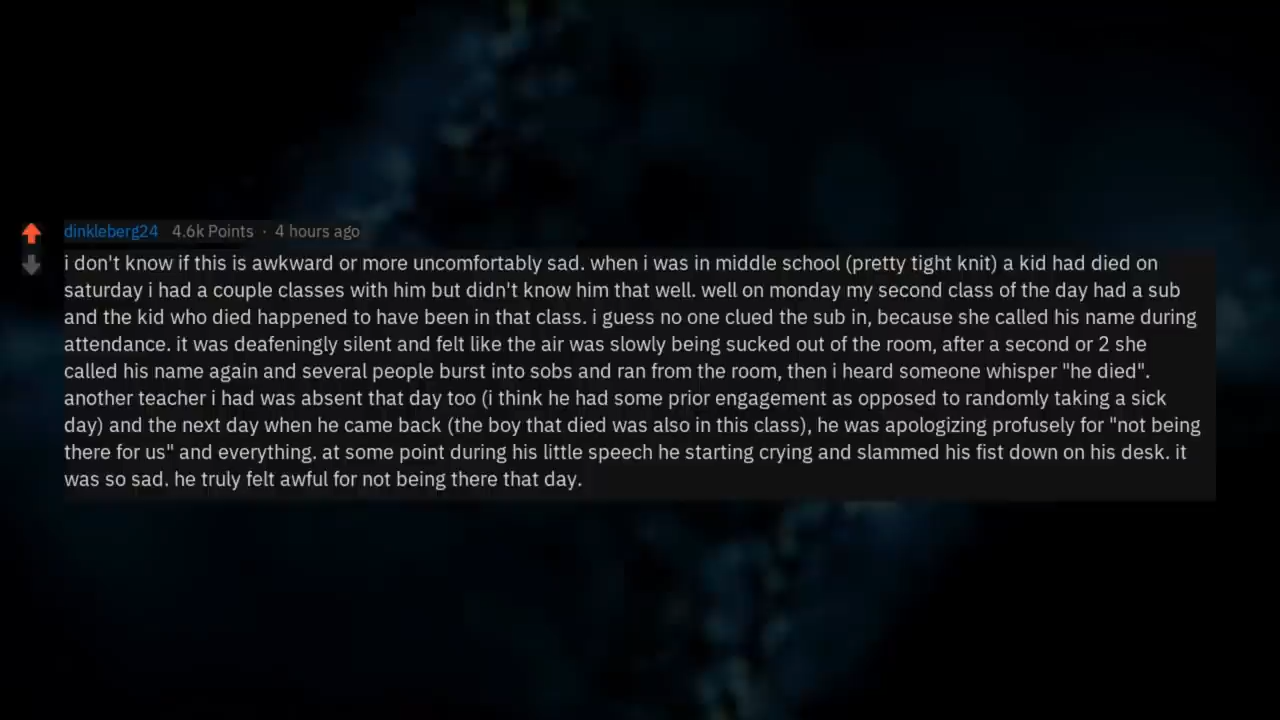 dinkleberg24 4.6k Points · 4 hours ago
i don't know if this is awkward or more uncomfortably sad. when i was in middle school (pretty tight knit) a kid had died on
saturday i had a couple classes with him but didn't know him that well. well on monday my second class of the day had a sub
and the kid who died happened to have been in that class. i guess no one clued the sub in, because she called his name during
attendance. it was deafeningly silent and felt like the air was slowly being sucked out of the room, after a second or 2 she
called his name again and several people burst into sobs and ran from the room, then i heard someone whisper "he died".
another teacher i had was absent that day too (i think he had some prior engagement as opposed to randomly taking a sick
day) and the next day when he came back (the boy that died was also in this class), he was apologizing profusely for "not being
there for us" and everything. at some point during his little speech he starting crying and slammed his fist down on his desk. it
was so sad. he truly felt awful for not being there that day.